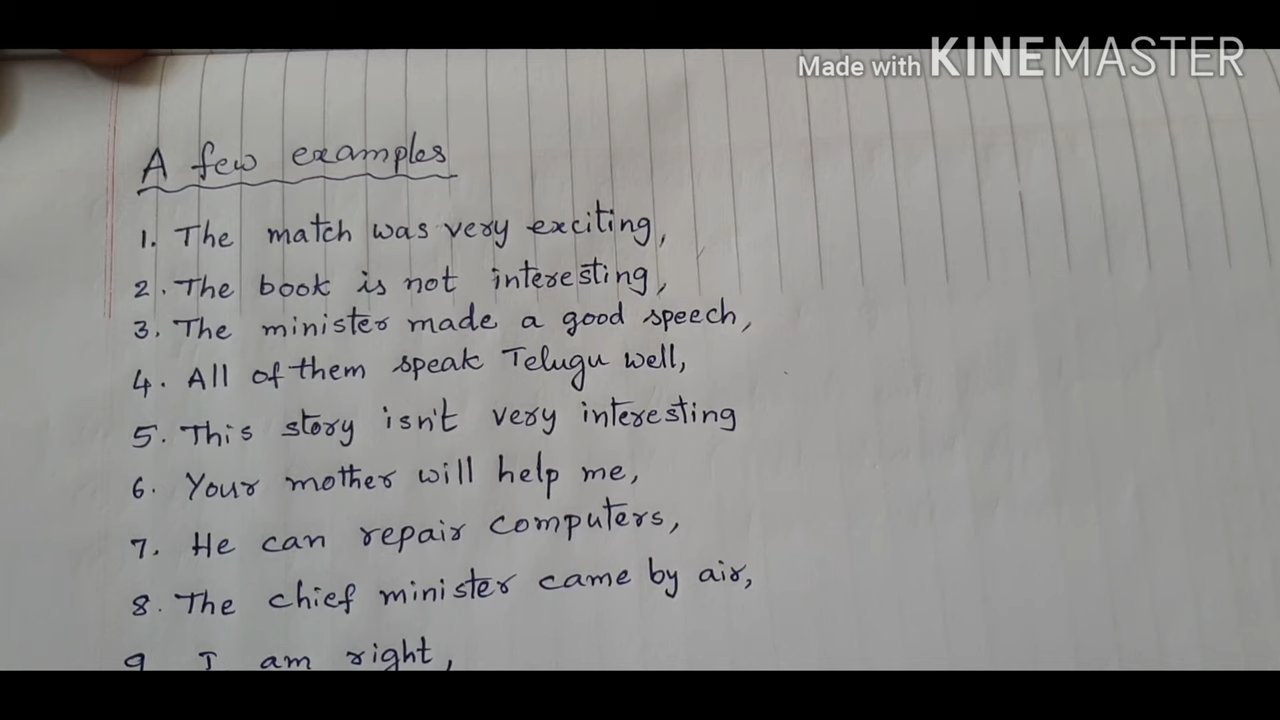 Made with KINEMASTER
A few examples
1. The match was very exciting,
2. The book is not interesting,
3. The minister made a good speech,
4. All of them speak Telugu well,
5. This story isn't very interesting
6. Your mother will help me,
7. He can repair computers,
8. The chief minister came by air,
9 I am right,